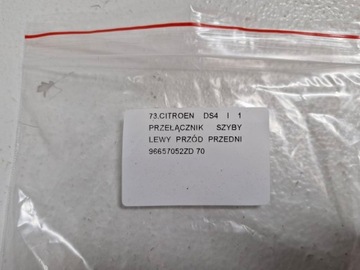 73.CITROEN DS4 I 1
PRZEŁĄCZNIK SZYBY
LEWY PRZÓD PRZEDNI
96657052ZD 70